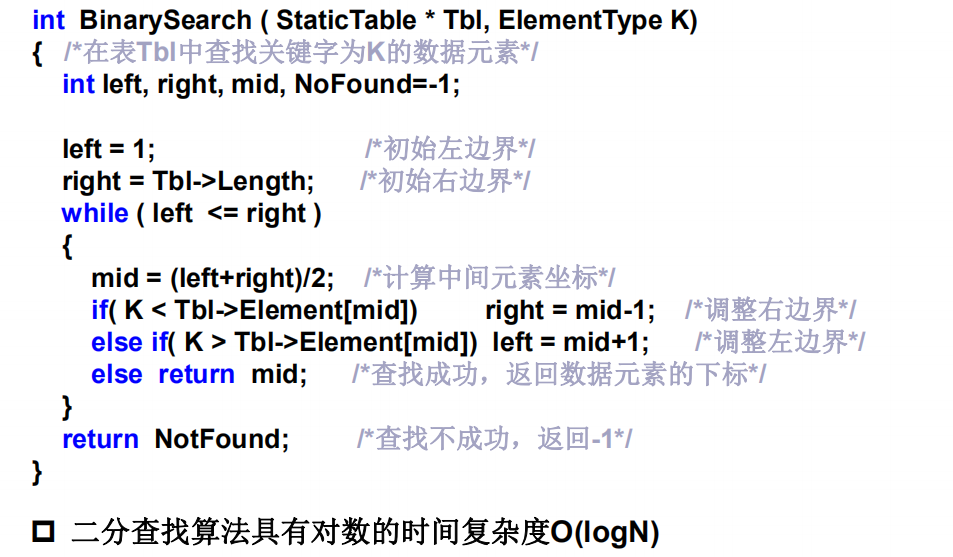 int BinarySearch ( StaticTable * Tbl, ElementType K)
{ /*在表Tbl中查找关键字为K的数据元素*/
int left, right, mid, NoFound=-1;
left = 1; /*初始左边界*/
right = Tbl->Length; /*初始右边界*/
while ( left <= right )
{
mid = (left+right)/2; /*计算中间元素坐标*/
if( K < Tbl->Element[mid]) right = mid-1; /*调整右边界*/
else if( K > Tbl->Element[mid]) left = mid+1; /*调整左边界*/
else return mid; /*查找成功，返回数据元素的下标*/
}
return NotFound; /*查找不成功，返回-1*/
}
二分查找算法具有对数的时间复杂度O(logN)